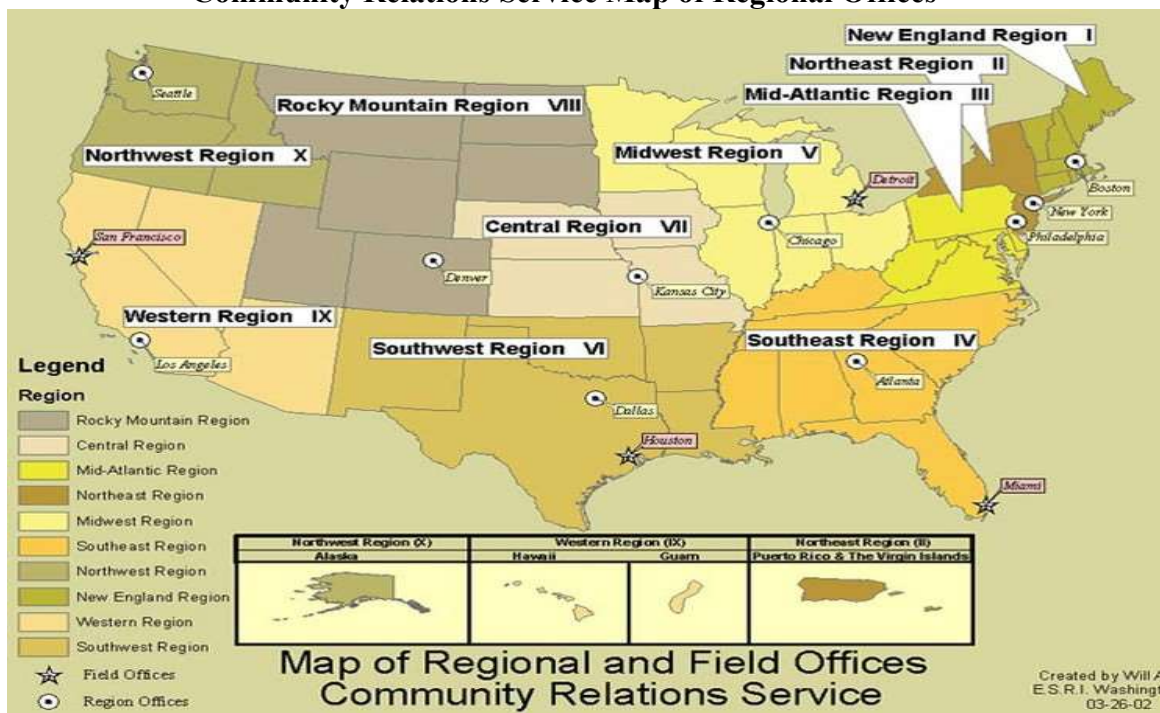 Community Relations Service Map of Regional Offices
New England Region I
Northeast Region II
Mid-Atlantic Region III
Seattle
Rocky Mountain Region VIII
Northwest Region X
Midwest Region V
Detroit
Boston
New York
Philadelphia
San Francisco
Central Region VII
Chicago
Denver
Kansas City
Western Region IX
Los Angeles
Southwest Region VI
Southeast Region IV
Atlanta
Dallas
Houston
Miami
Legend
Region
Rocky Mountain Region
Central Region
Mid-Atlantic Region
Northeast Region
Midwest Region
Southeast Region
Northwest Region
New England Region
Western Region
Southwest Region
Field Offices
Region Offices
Northwest Region (X)
Alaska
Western Region (IX)
Hawaii
Guam
Northeast Region (II)
Puerto Rico & The Virgin Islands
Map of Regional and Field Offices
Community Relations Service
Created by Will
E.S.R.I.
03-26-02